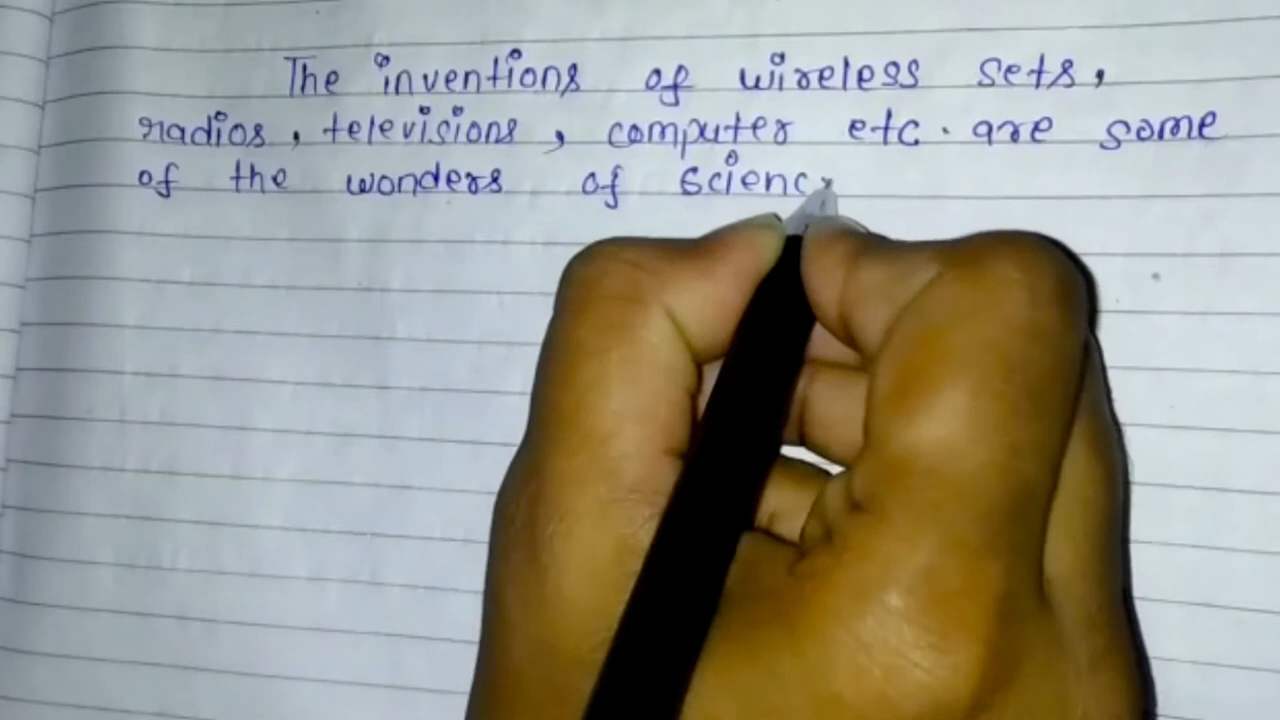 The inventions of wireless sets,
radios, televisions, computer etc. are some
of the wonders of scienc